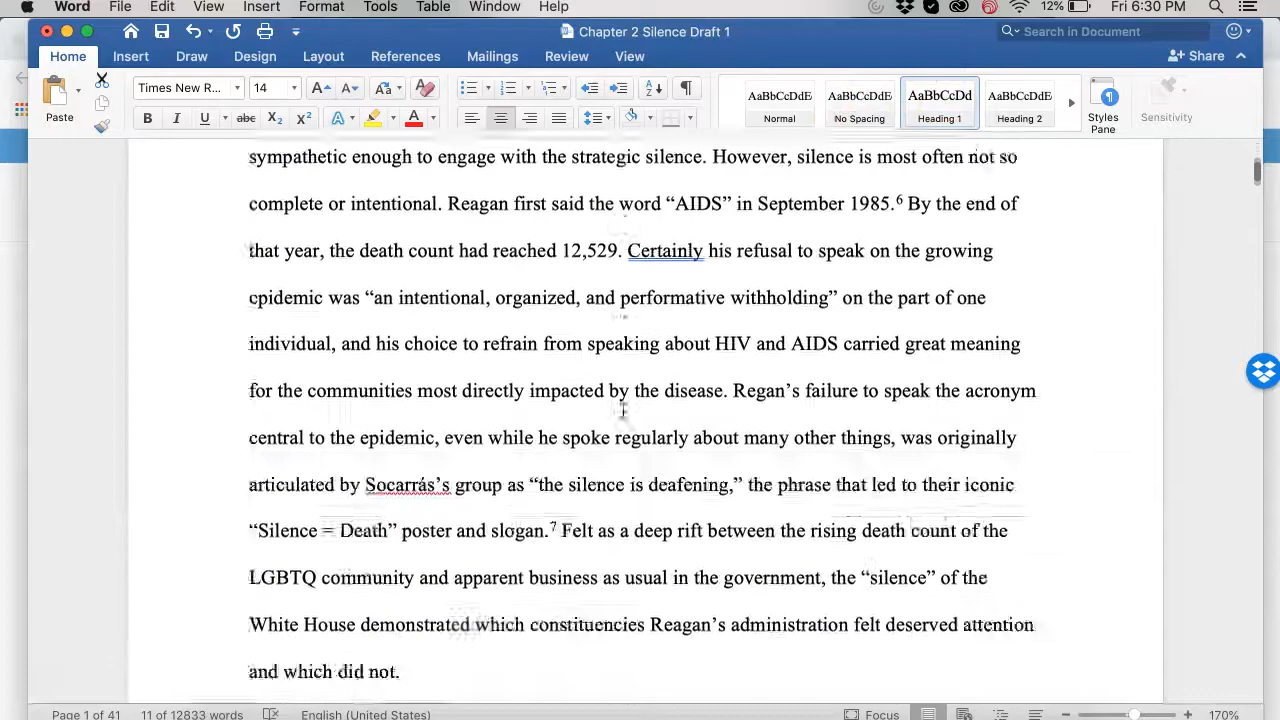 Word File Edit View Insert Format Tools Table Window Help 12% Fri 6:30 PM
Chapter 2 Silence Draft 1
Search in Document
Home Insert Draw Design Layout References Mailings Review View Share
Paste
Times New R... 14
AaBbCcDdE AaBbCcDdE AaBbCcDd AaBbCcDdE
Normal No Spacing Heading 1 Heading 2
Styles Pane
Sensitivity
sympathetic enough to engage with the strategic silence. However, silence is most often not so
complete or intentional. Reagan first said the word “AIDS” in September 1985.⁶ By the end of
that year, the death count had reached 12,529. Certainly his refusal to speak on the growing
epidemic was “an intentional, organized, and performative withholding” on the part of one
individual, and his choice to refrain from speaking about HIV and AIDS carried great meaning
for the communities most directly impacted by the disease. Regan’s failure to speak the acronym
central to the epidemic, even while he spoke regularly about many other things, was originally
articulated by Socarrás’s group as “the silence is deafening,” the phrase that led to their iconic
“Silence = Death” poster and slogan.⁷ Felt as a deep rift between the rising death count of the
LGBTQ community and apparent business as usual in the government, the “silence” of the
White House demonstrated which constituencies Reagan’s administration felt deserved attention
and which did not.
Page 1 of 41 11 of 12833 words English (United States) Focus 170%